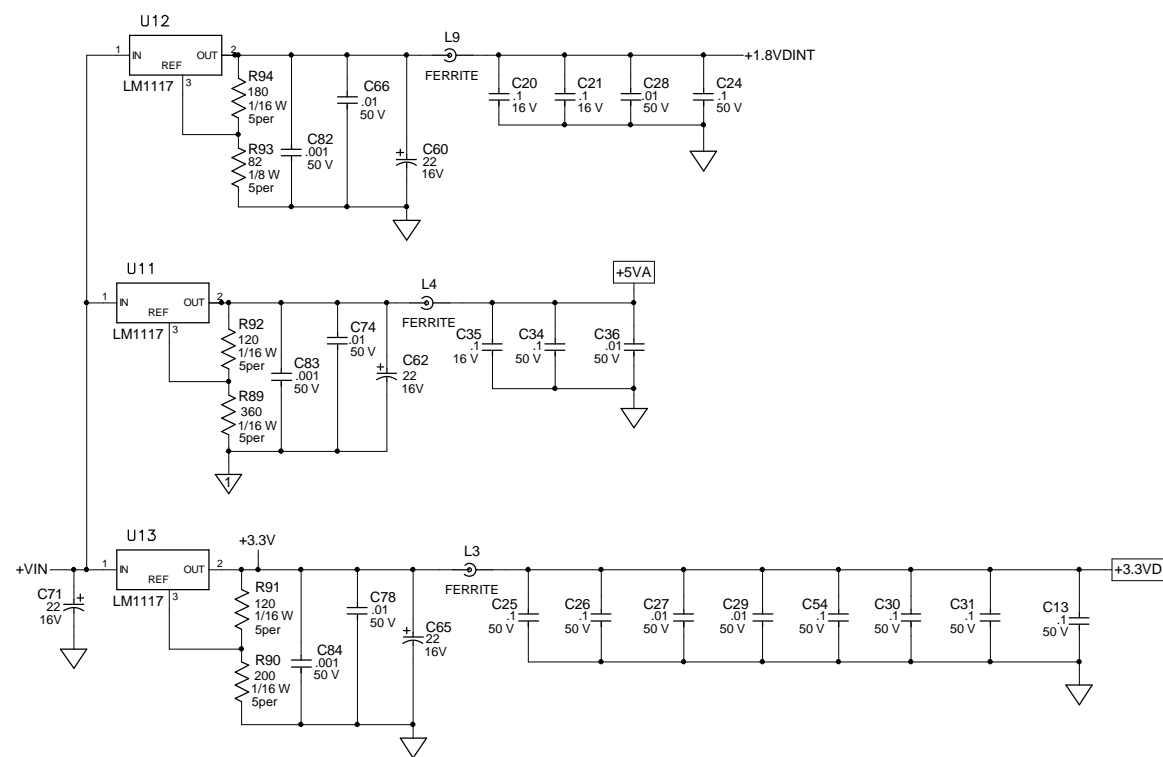 U12
1
IN
OUT
2
REF
3
LM1117
R94
180
1/16 W
5per
R93
82
1/8 W
5per
C82
.001
50 V
C66
.01
50 V
+
C60
22
16V
L9
FERRITE
C20
.1
16 V
C21
.1
16 V
C28
.01
50 V
C24
.1
50 V
+1.8VDINT
U11
1
IN
OUT
2
REF
3
LM1117
R92
120
1/16 W
5per
R89
360
1/16 W
5per
1
C83
.001
50 V
C74
.01
50 V
+
C62
22
16V
L4
FERRITE
C35
.1
16 V
C34
.1
50 V
C36
.01
50 V
+5VA
+VIN
C71
22
16V
+
U13
1
IN
OUT
2
REF
3
LM1117
+3.3V
R91
120
1/16 W
5per
R90
200
1/16 W
5per
C84
.001
50 V
C78
.01
50 V
+
C65
22
16V
L3
FERRITE
C25
.1
50 V
C26
.1
50 V
C27
.01
50 V
C29
.01
50 V
C54
.1
50 V
C30
.1
50 V
C31
.1
50 V
C13
.1
50 V
+3.3VD